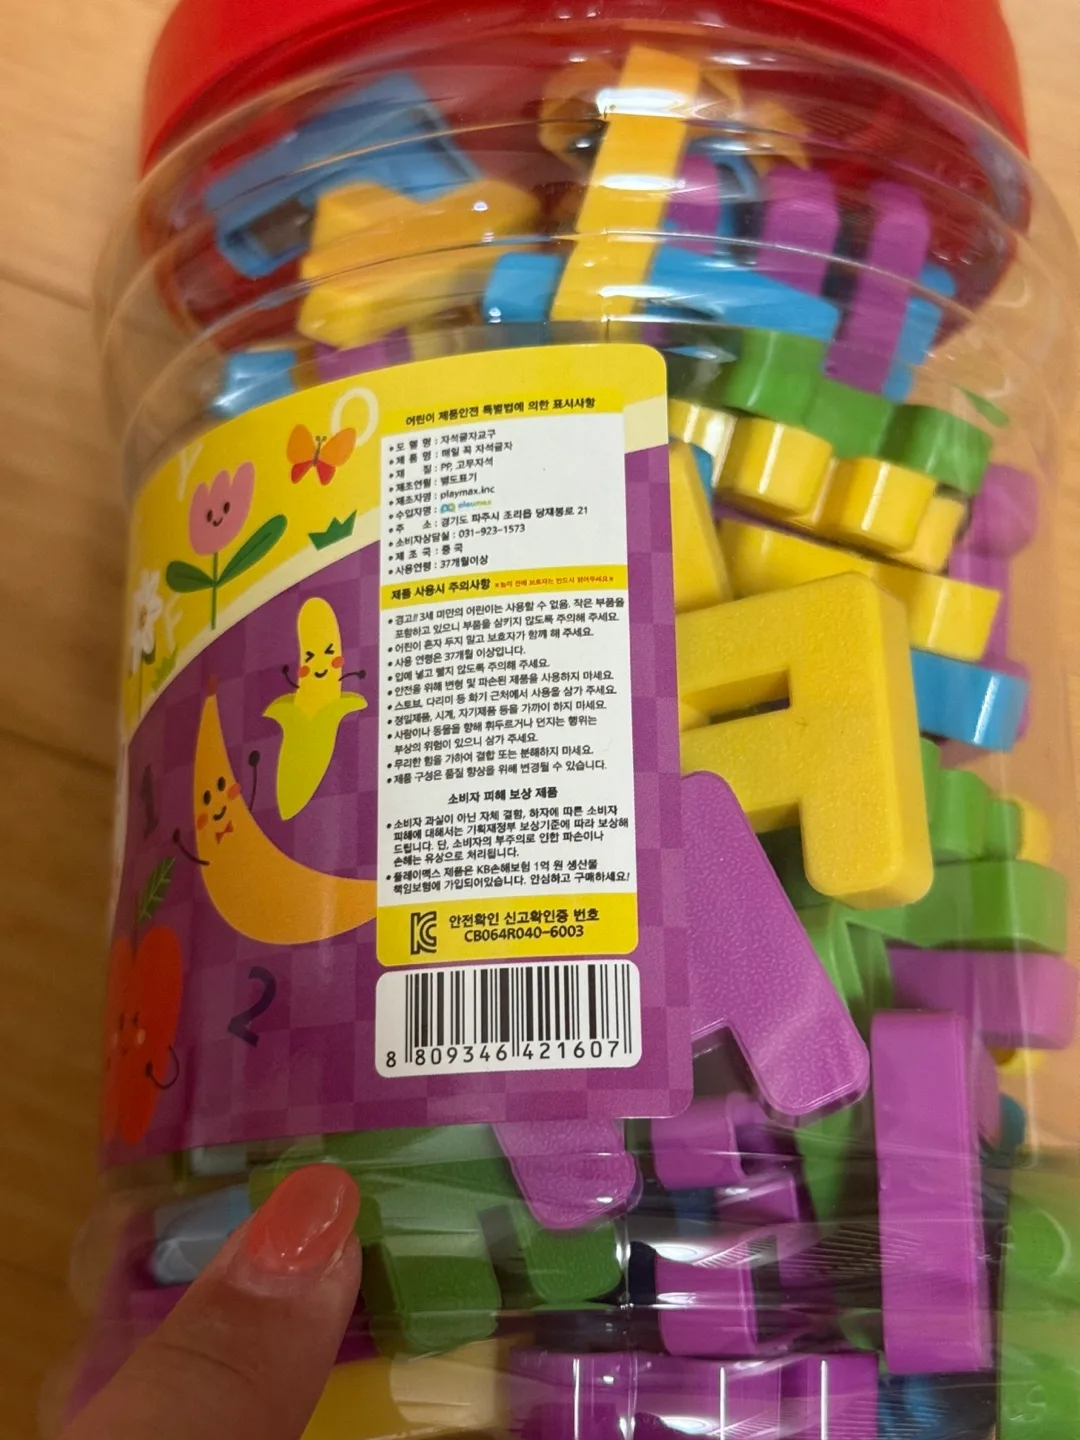 어린이 제품안전 특별법에 의한 표시사항
• 모 델 명 : 자석글자교구
• 제 품 명 : 매일 꼭 자석글자
• 재 질 : PP, 고무자석
• 제조연월 : 별도표기
• 제조자명 : playmax.inc
• 수입자명 : playmax
• 주 소 : 경기도 파주시 조리읍 당재봉로 21
• 소비자상담실 : 031-923-1573
• 제 조 국 : 중 국
• 사용연령 : 37개월이상
제품 사용시 주의사항 ※놀이 전에 보호자는 반드시 읽어주세요※
• 경고!! 3세 미만의 어린이는 사용할 수 없음. 작은 부품을
포함하고 있으니 부품을 삼키지 않도록 주의해 주세요.
• 어린이 혼자 두지 말고 보호자가 함께 해 주세요.
• 사용 연령은 37개월 이상입니다.
• 입에 넣고 빨지 않도록 주의해 주세요.
• 안전을 위해 변형 및 파손된 제품을 사용하지 마세요.
• 스토브, 다리미 등 화기 근처에서 사용을 삼가 주세요.
• 정밀제품, 시계, 자기제품 등을 가까이 하지 마세요.
• 사람이나 동물을 향해 휘두르거나 던지는 행위는
부상의 위험이 있으니 삼가 주세요.
• 무리한 힘을 가하여 결합 또는 분해하지 마세요.
• 제품 구성은 품질 향상을 위해 변경될 수 있습니다.
소비자 피해 보상 제품
• 소비자 과실이 아닌 자체 결함, 하자에 따른 소비자
피해에 대해서는 기획재정부 보상기준에 따라 보상해
드립니다. 단, 소비자의 부주의로 인한 파손이나
손해는 유상으로 처리됩니다.
• 플레이맥스 제품은 KB손해보험 1억 원 생산물
책임보험에 가입되어있습니다. 안심하고 구매하세요!
KC 안전확인 신고확인증 번호
CB064R040-6003
8 809346 421607
O
A
F
1
2